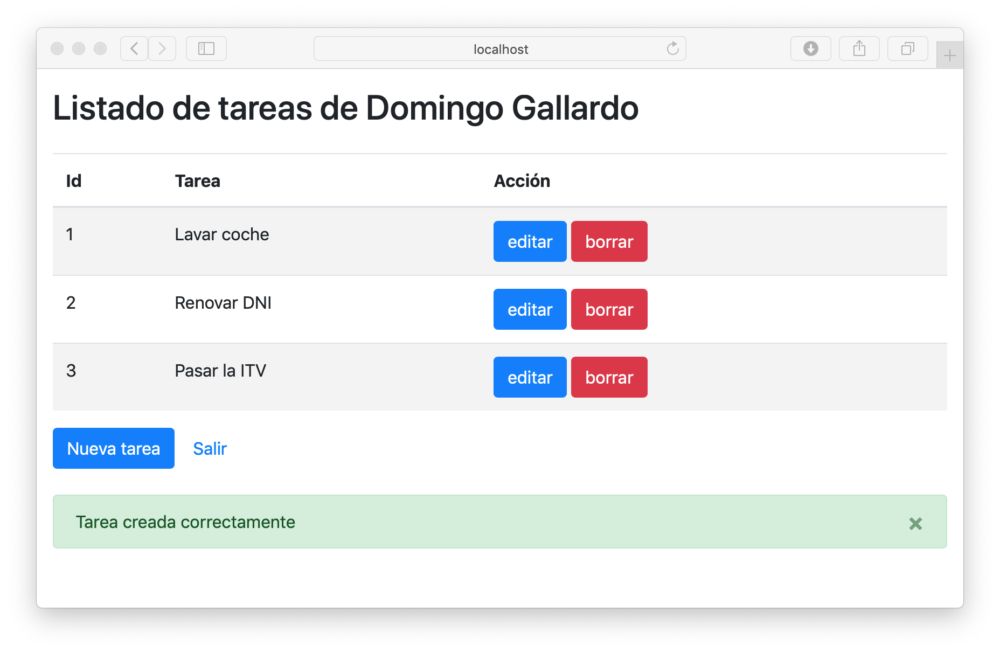 localhost
Listado de tareas de Domingo Gallardo
Id Tarea Acción
1 Lavar coche editar borrar
2 Renovar DNI editar borrar
3 Pasar la ITV editar borrar
Nueva tarea Salir
Tarea creada correctamente ×